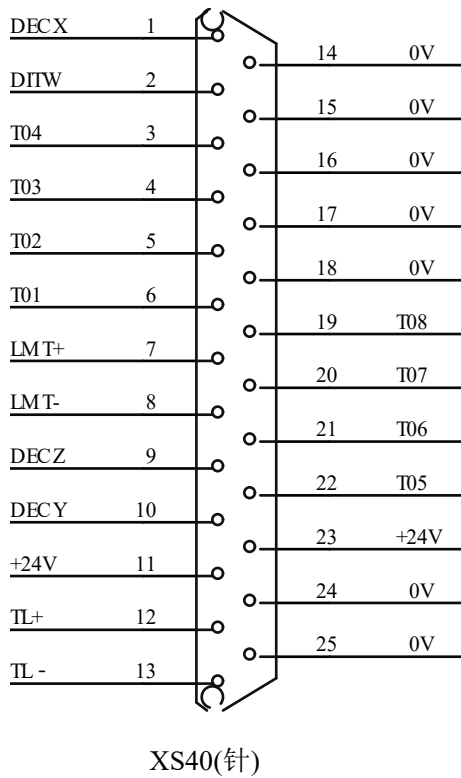 DECX 1
14 0V
DITW 2
15 0V
T04 3
16 0V
T03 4
17 0V
T02 5
18 0V
T01 6
19 T08
LMT+ 7
20 T07
LMT- 8
21 T06
DECZ 9
22 T05
DECY 10
23 +24V
+24V 11
24 0V
TL+ 12
25 0V
TL - 13
XS40(针)